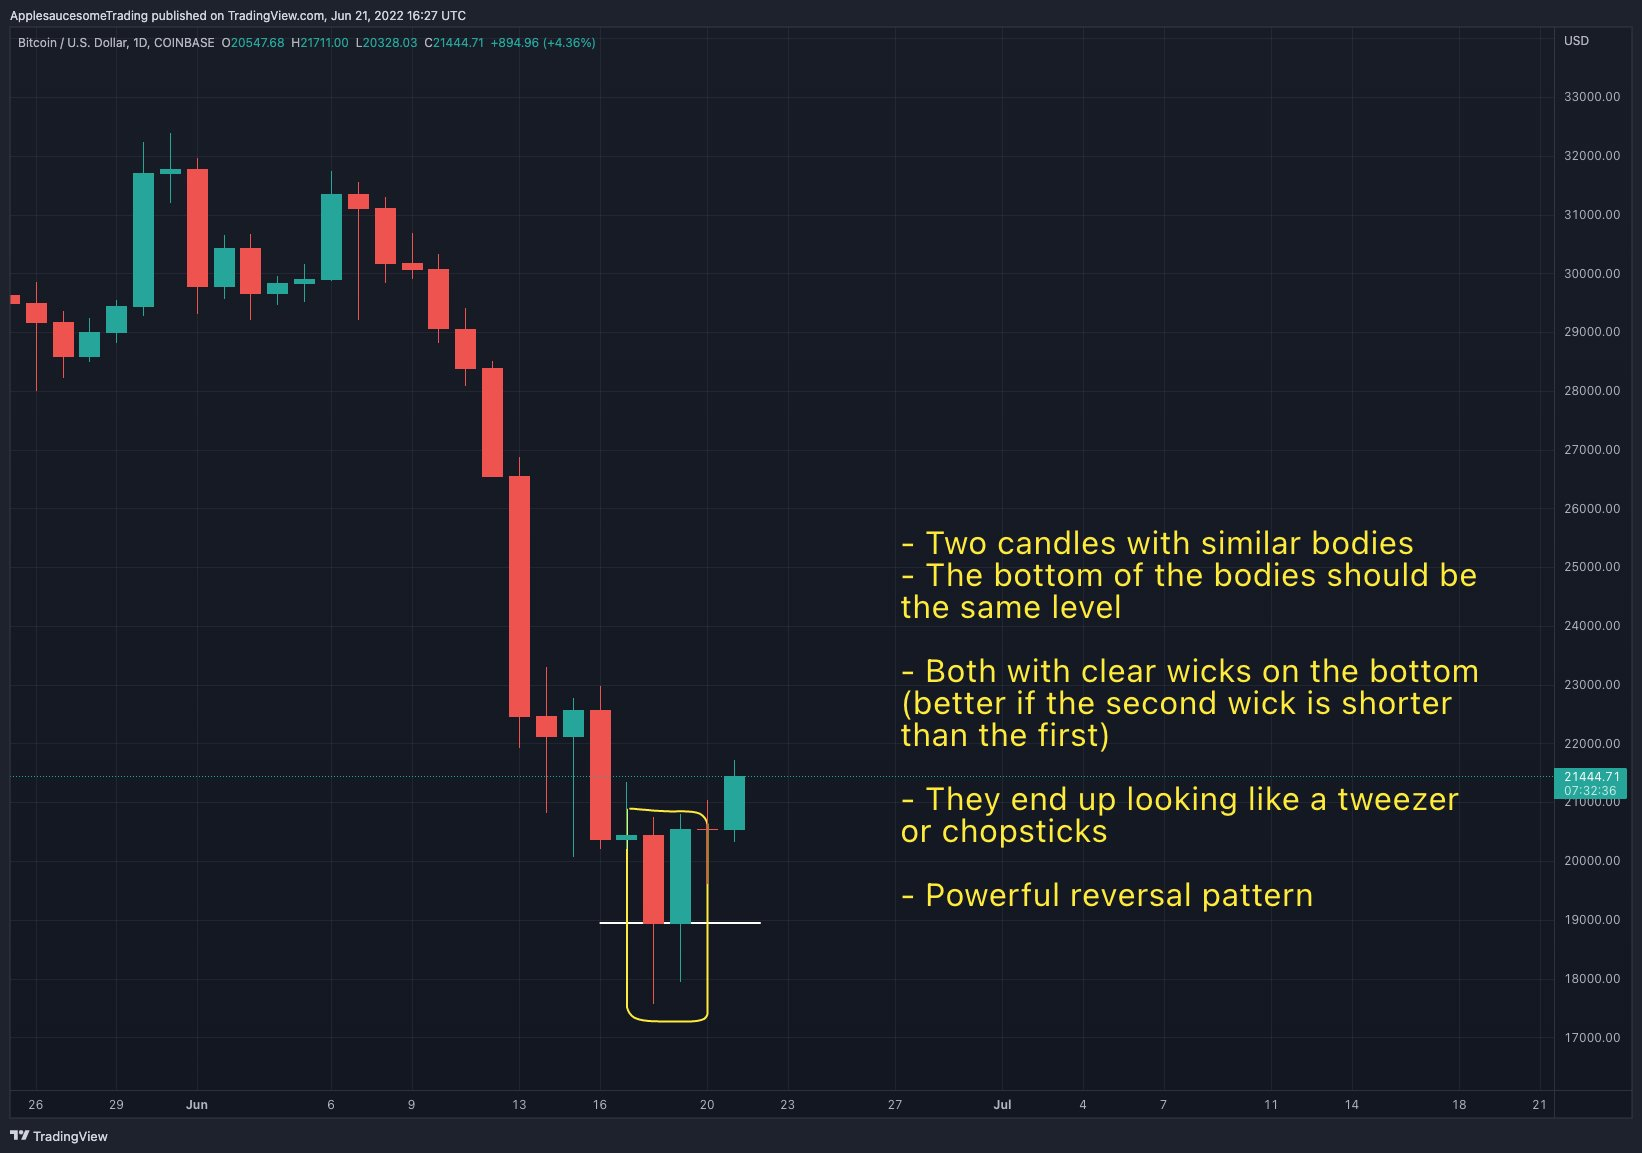 ApplesaucesomeTrading published on TradingView.com, Jun 21, 2022 16:27 UTC
Bitcoin / U.S. Dollar, 1D, COINBASE O20547.68 H21711.00 L20328.03 C21444.71 +894.96 (+4.36%)
USD
33000.00
32000.00
31000.00
30000.00
29000.00
28000.00
27000.00
26000.00
- Two candles with similar bodies
- The bottom of the bodies should be
the same level
25000.00
24000.00
- Both with clear wicks on the bottom
(better if the second wick is shorter
than the first)
23000.00
22000.00
21444.71
07:32:36
21000.00
- They end up looking like a tweezer
or chopsticks
20000.00
- Powerful reversal pattern
19000.00
18000.00
17000.00
26 29 Jun 6 9 13 16 20 23 27 Jul 4 7 11 14 18 21
TradingView